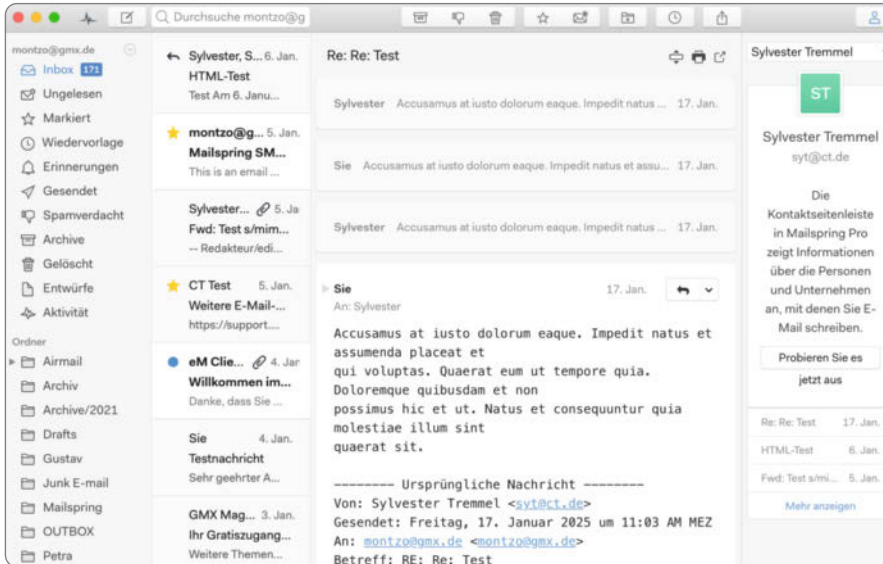 Durchsuche montzo@g
montzo@gmx.de
Inbox 171
Ungelesen
Markiert
Wiedervorlage
Erinnerungen
Gesendet
Spamverdacht
Archive
Gelöscht
Entwürfe
Aktivität
Ordner
Airmail
Archiv
Archive/2021
Drafts
Gustav
Junk E-mail
Mailspring
OUTBOX
Petra
Sylvester, S... 6. Jan.
HTML-Test
Test Am 6. Janu...
montzo@g... 5. Jan.
Mailspring SM...
This is an email ...
Sylvester... 5. Ja
Fwd: Test s/mim...
-- Redakteur/edi...
CT Test 5. Jan.
Weitere E-Mail-...
https://support....
eM Clie... 4. Jar
Willkommen im...
Danke, dass Sie ...
Sie 4. Jan.
Testnachricht
Sehr geehrter A...
GMX Mag... 3. Jan.
Ihr Gratiszugang...
Weitere Themen...
Re: Re: Test
Sylvester Accusamus at iusto dolorum eaque. Impedit natus ... 17. Jan.
Sie Accusamus at iusto dolorum eaque. Impedit natus et assu... 17. Jan.
Sylvester Accusamus at iusto dolorum eaque. Impedit natus ... 17. Jan.
Sie 17. Jan.
An: Sylvester
Accusamus at iusto dolorum eaque. Impedit natus et
assumenda placeat et
qui voluptas. Quaerat eum ut tempore quia.
Doloremque quibusdam et non
possimus hic et ut. Natus et consequuntur quia
molestiae illum sint
quaerat sit.
-------- Ursprüngliche Nachricht --------
Von: Sylvester Tremmel <syt@ct.de>
Gesendet: Freitag, 17. Januar 2025 um 11:03 AM MEZ
An: montzo@gmx.de <montzo@gmx.de>
Betreff: RE: Re: Test
Sylvester Tremmel
ST
Sylvester Tremmel
syt@ct.de
Die
Kontaktseitenleiste
in Mailspring Pro
zeigt Informationen
über die Personen
und Unternehmen
an, mit denen Sie E-
Mail schreiben.
Probieren Sie es
jetzt aus
Re: Re: Test 17. Jan.
HTML-Test 6. Jan.
Fwd: Test s/mi... 5. Jan.
Mehr anzeigen